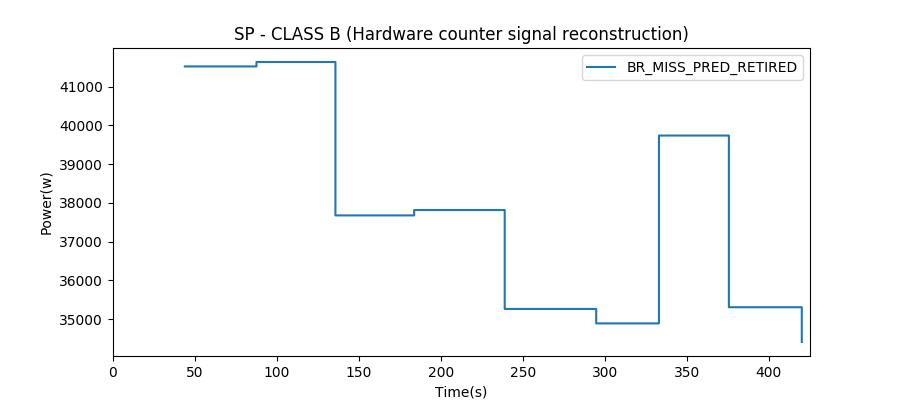 SP - CLASS B (Hardware counter signal reconstruction)
BR_MISS_PRED_RETIRED
41000
40000
39000
38000
37000
36000
35000
Power(w)
0 50 100 150 200 250 300 350 400
Time(s)